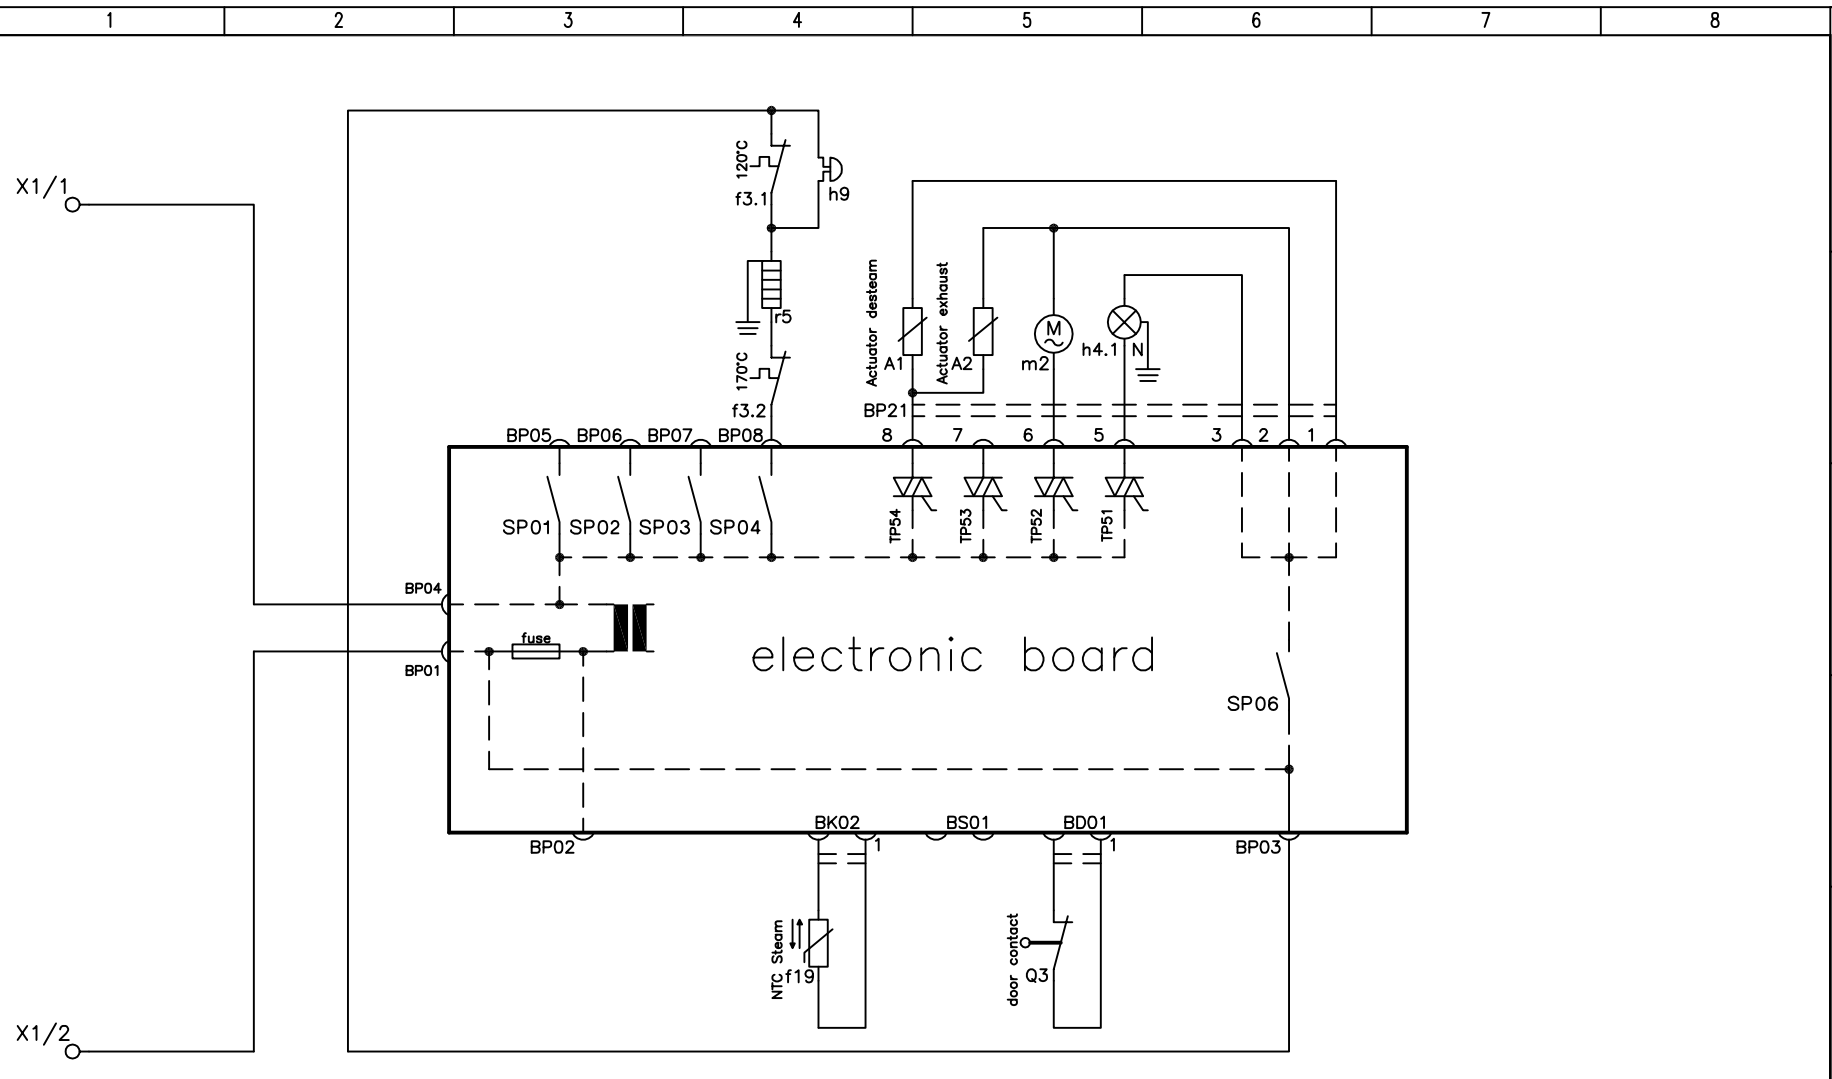 1 2 3 4 5 6 7 8
120°C
X1/1
f3.1 h9
Actuator desteam
Actuator exhaust
r5
M
h4.1 N
170°C
A1 A2 m2
f3.2 BP21
BP05 BP06 BP07 BP08 8 7 6 5 3 2 1
SP01 SP02 SP03 SP04 TP54 TP53 TP52 TP51
BP04
fuse
electronic board
BP01
SP06
BK02 BS01 BD01
BP02 1 1 BP03
NTC Steam
door contact
f19 Q3
X1/2